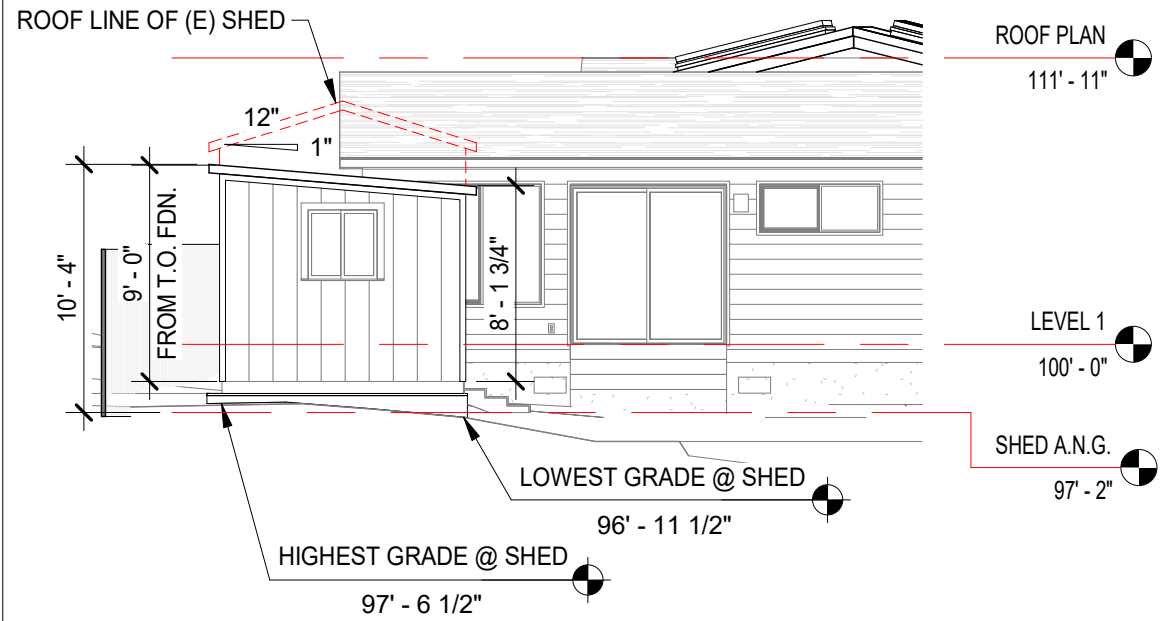 ROOF LINE OF (E) SHED
ROOF PLAN
111' - 11"
12"
1"
10' - 4"
9' - 0"
FROM T.O. FDN.
8' - 1 3/4"
LEVEL 1
100' - 0"
SHED A.N.G.
97' - 2"
LOWEST GRADE @ SHED
96' - 11 1/2"
HIGHEST GRADE @ SHED
97' - 6 1/2"